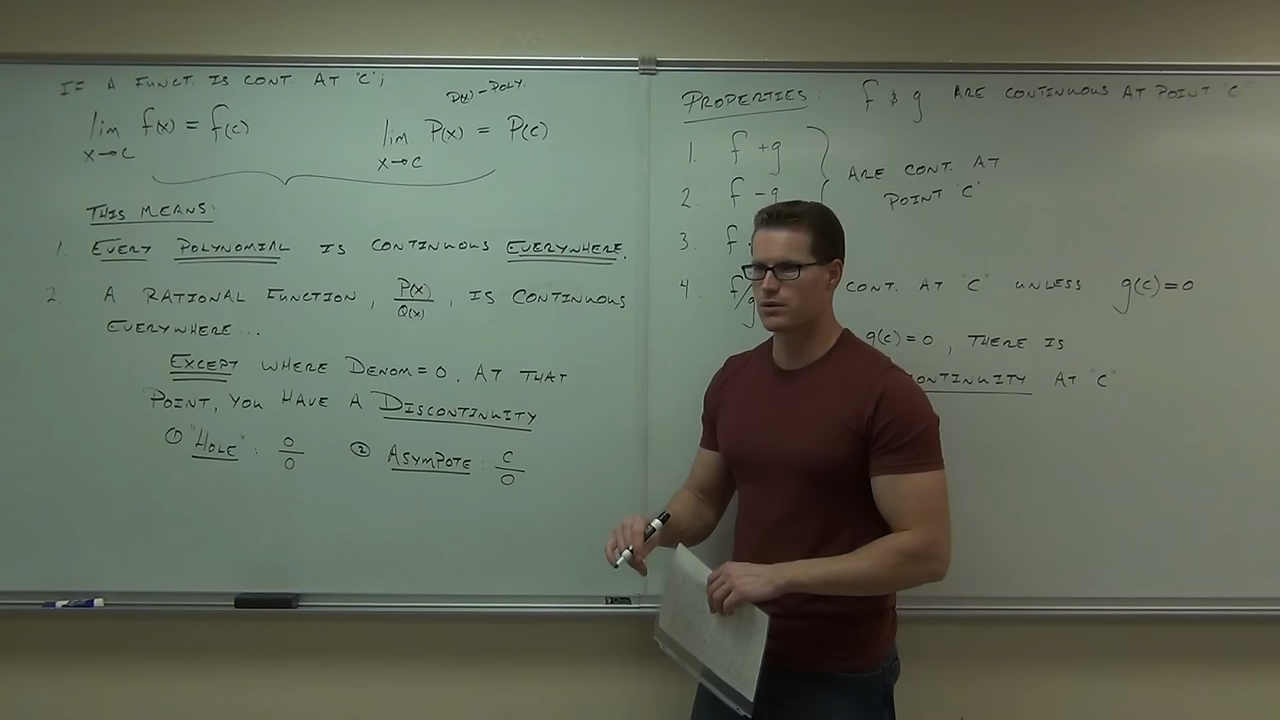 IF A FUNCT IS CONT AT 'C';
P(x) - POLY.
lim f(x) = f(c)
x→c
lim P(x) = P(c)
x→c
THIS MEANS:
1. EVERY POLYNOMIAL IS CONTINUOUS EVERYWHERE.
2. A RATIONAL FUNCTION, P(x)/Q(x), IS CONTINUOUS
EVERYWHERE...
EXCEPT WHERE DENOM = 0. AT THAT
POINT, YOU HAVE A DISCONTINUITY
① "HOLE": 0/0 ② ASYMPOTE: C/0
PROPERTIES: f & g ARE CONTINUOUS AT POINT 'C'
1. f + g
2. f - g
ARE CONT. AT
POINT 'C'
3. f
4. f/g CONT. AT "C" UNLESS g(c) = 0
g(c) = 0, THERE IS
ONTINUITY AT "C"